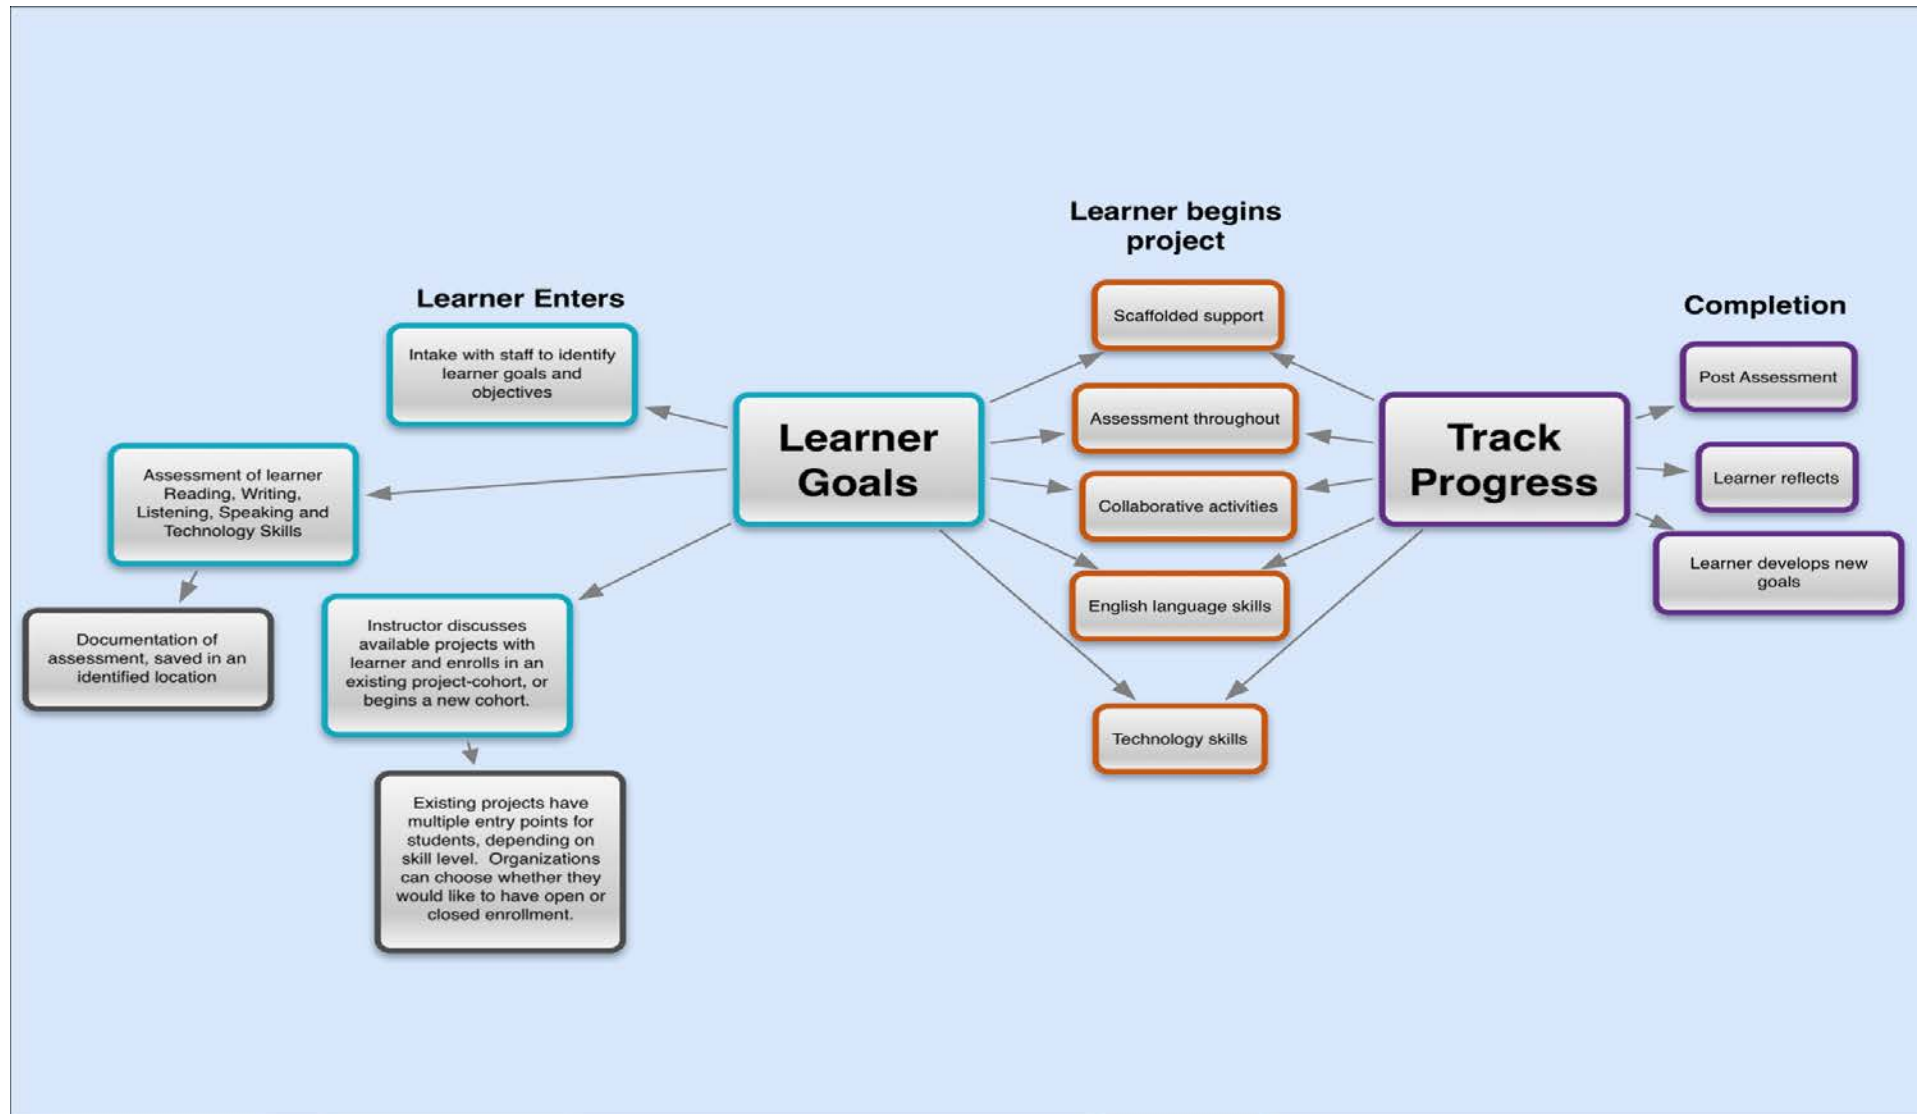 Learner Enters
Intake with staff to identify
learner goals and
objectives
Assessment of learner
Reading, Writing,
Listening, Speaking and
Technology Skills
Documentation of
assessment, saved in an
identified location
Instructor discusses
available projects with
learner and enrolls in an
existing project-cohort, or
begins a new cohort.
Existing projects have
multiple entry points for
students, depending on
skill level.  Organizations
can choose whether they
would like to have open or
closed enrollment.
Learner
Goals
Learner begins
project
Scaffolded support
Assessment throughout
Collaborative activities
English language skills
Technology skills
Track
Progress
Completion
Post Assessment
Learner reflects
Learner develops new
goals